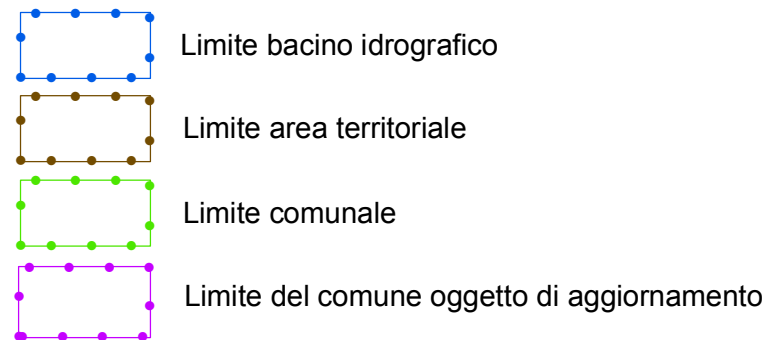 Limite bacino idrografico
Limite area territoriale
Limite comunale
Limite del comune oggetto di aggiornamento